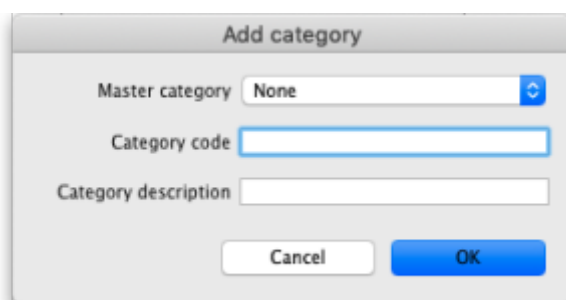 Add category
Master category None
Category code
Category description
Cancel OK